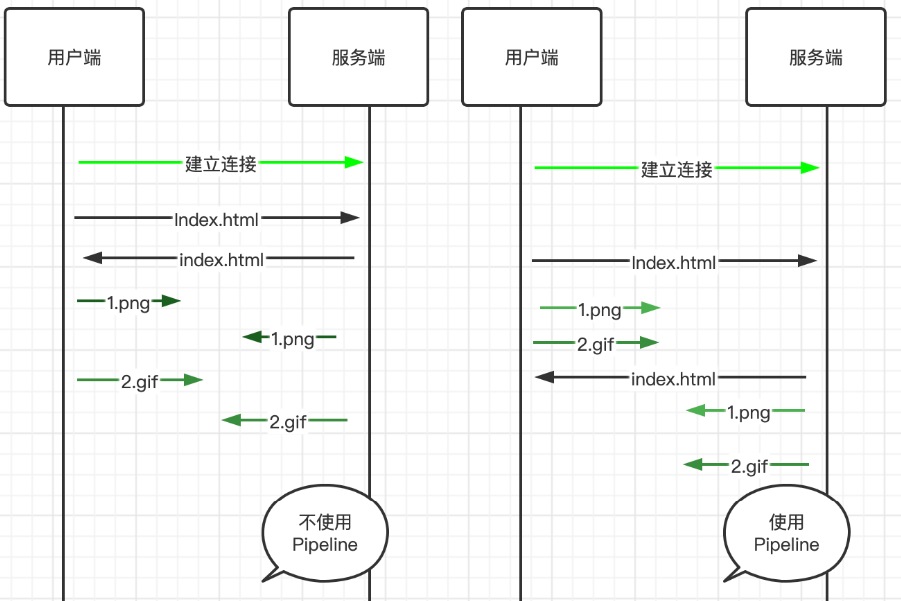 用户端
服务端
建立连接
Index.html
index.html
1.png
1.png
2.gif
2.gif
不使用
Pipeline
用户端
服务端
建立连接
Index.html
1.png
2.gif
index.html
1.png
2.gif
使用
Pipeline